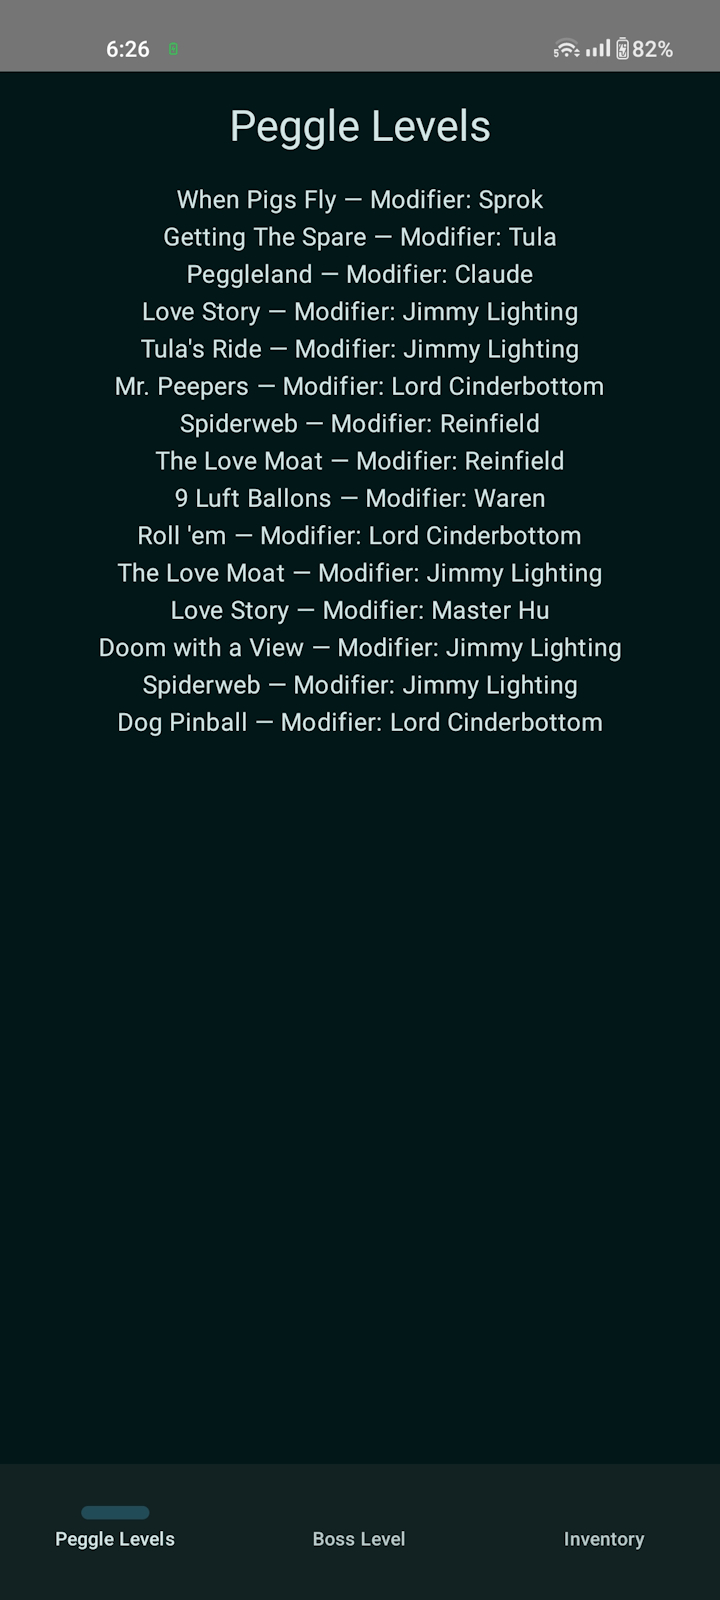 6:26
5
82%
Peggle Levels
When Pigs Fly — Modifier: Sprok
Getting The Spare — Modifier: Tula
Peggleland — Modifier: Claude
Love Story — Modifier: Jimmy Lighting
Tula's Ride — Modifier: Jimmy Lighting
Mr. Peepers — Modifier: Lord Cinderbottom
Spiderweb — Modifier: Reinfield
The Love Moat — Modifier: Reinfield
9 Luft Ballons — Modifier: Waren
Roll 'em — Modifier: Lord Cinderbottom
The Love Moat — Modifier: Jimmy Lighting
Love Story — Modifier: Master Hu
Doom with a View — Modifier: Jimmy Lighting
Spiderweb — Modifier: Jimmy Lighting
Dog Pinball — Modifier: Lord Cinderbottom
Peggle Levels
Boss Level
Inventory